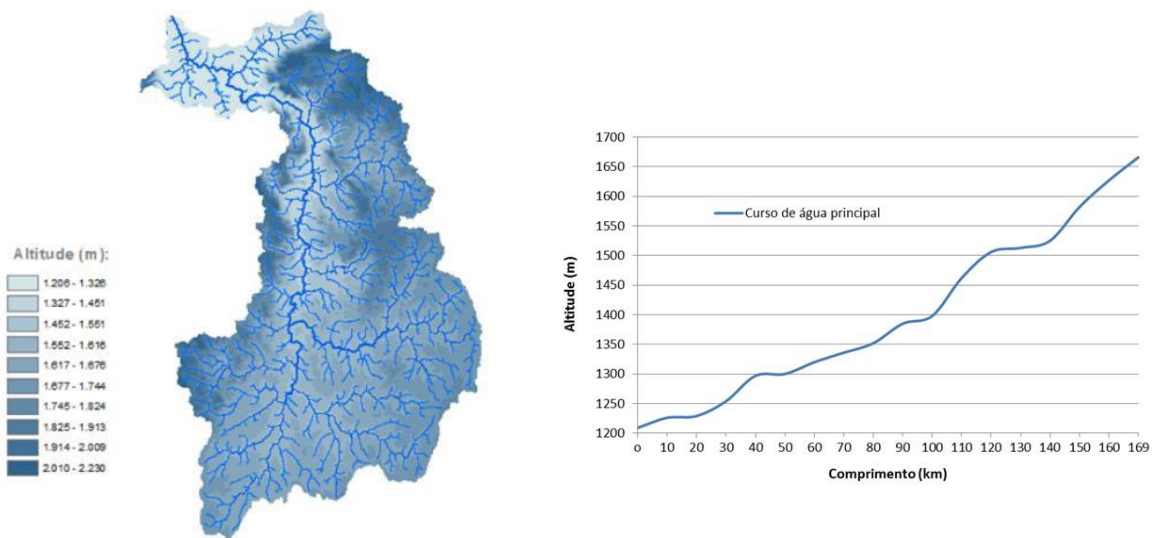 Altitude (m):
1.206 - 1.326
1.327 - 1.451
1.452 - 1.551
1.552 - 1.616
1.617 - 1.676
1.677 - 1.744
1.745 - 1.824
1.825 - 1.913
1.914 - 2.009
2.010 - 2.230
Altitude (m)
1700
1650
1600
1550
1500
1450
1400
1350
1300
1250
1200
Curso de água principal
0 10 20 30 40 50 60 70 80 90 100 110 120 130 140 150 160 169
Comprimento (km)